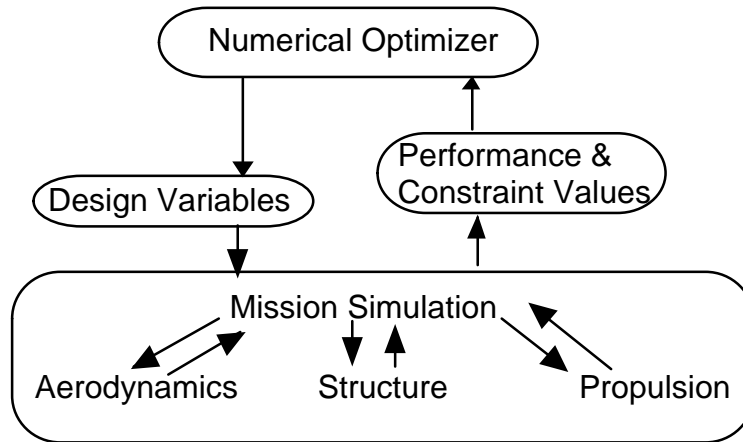 Numerical Optimizer
Performance &
Constraint Values
Design Variables
Mission Simulation
Aerodynamics
Structure
Propulsion